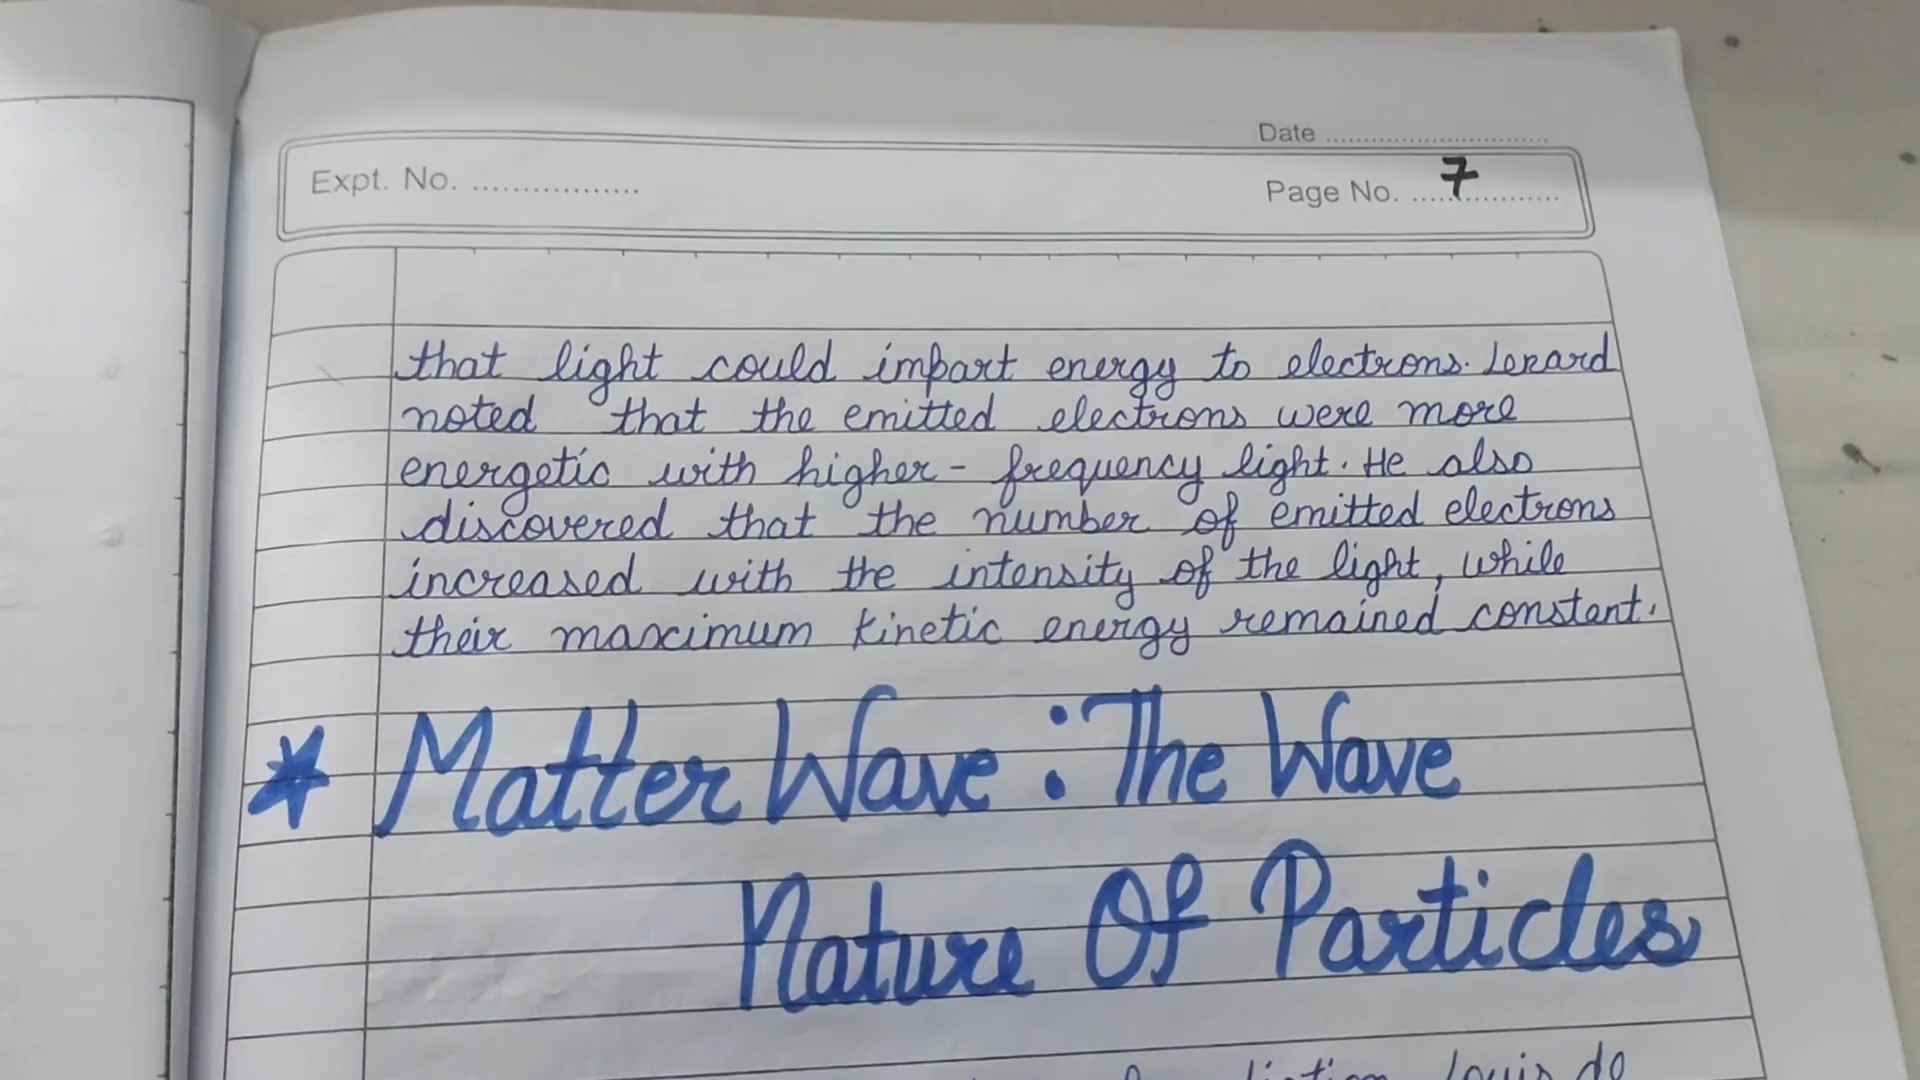 Date
Expt. No.
Page No. 7
that light could impart energy to electrons. Lenard
noted that the emitted electrons were more
energetic with higher - frequency light. He also
discovered that the number of emitted electrons
increased with the intensity of the light, while
their maximum kinetic energy remained constant.
* Matter Wave : The Wave
Nature Of Particles
Louis de